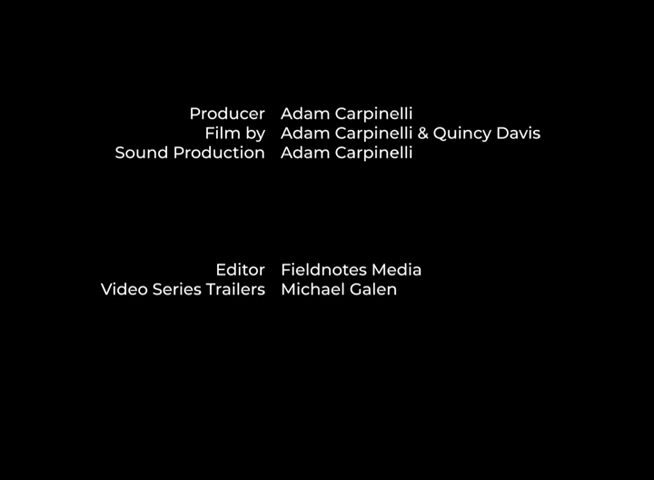 Producer Adam Carpinelli
Film by Adam Carpinelli & Quincy Davis
Sound Production Adam Carpinelli
Editor Fieldnotes Media
Video Series Trailers Michael Galen